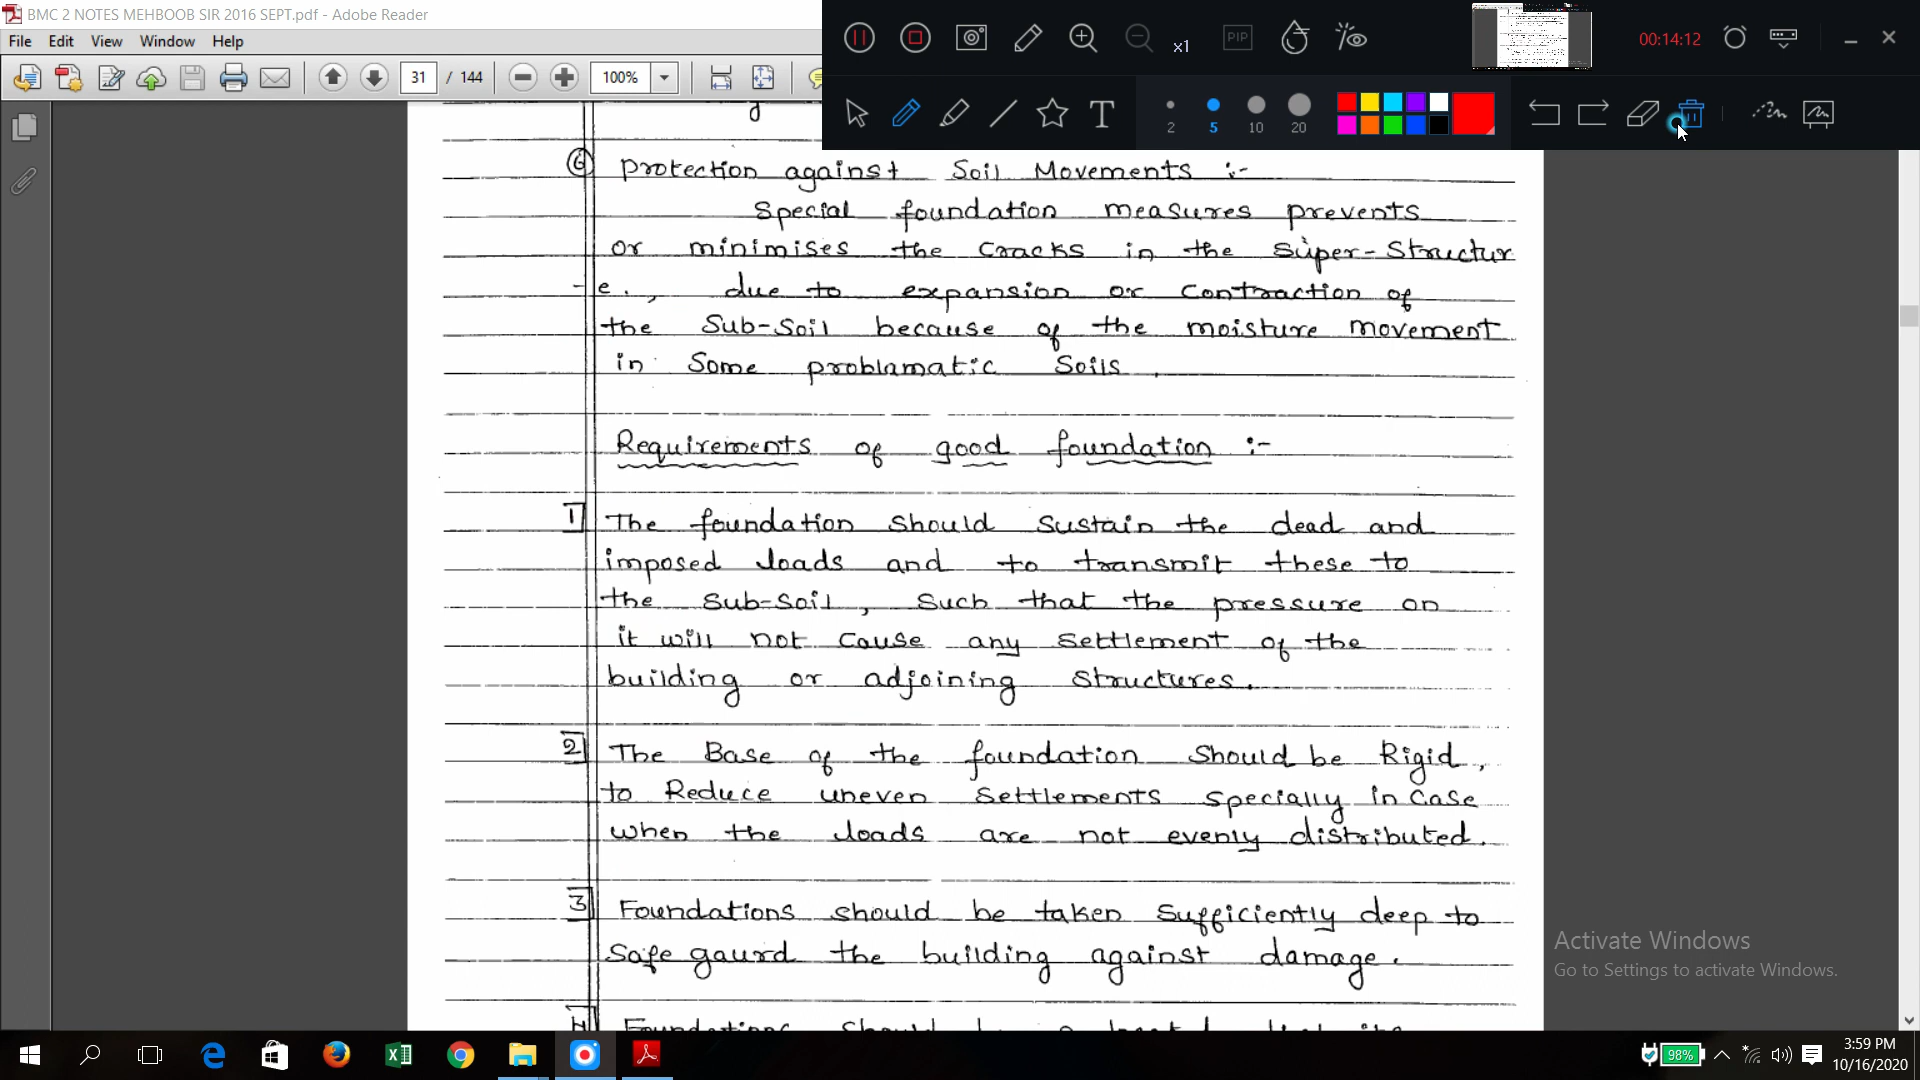 BMC 2 NOTES MEHBOOB SIR 2016 SEPT.pdf - Adobe Reader
File Edit View Window Help
31 / 144 100%
x1 PIP 00:14:12
T 2 5 10 20
6 Protection against Soil Movements :-
Special foundation measures prevents
or minimises the cracks in the Super-Structur
-e., due to expansion or contraction of
the Sub-Soil because of the moisture movement
in Some problamatic Soils.
Requirements of good foundation :-
1 The foundation should sustain the dead and
imposed loads and to transmit these to
the Sub-Soil, Such that the pressure on
it will not cause any settlement of the
building or adjoining structures.
2 The Base of the foundation Should be Rigid,
to Reduce uneven settlements specially in case
when the loads are not evenly distributed.
3 Foundations should be taken sufficiently deep to
Safe gaurd the building against damage.
Activate Windows
Go to Settings to activate Windows.
98%
3:59 PM
10/16/2020